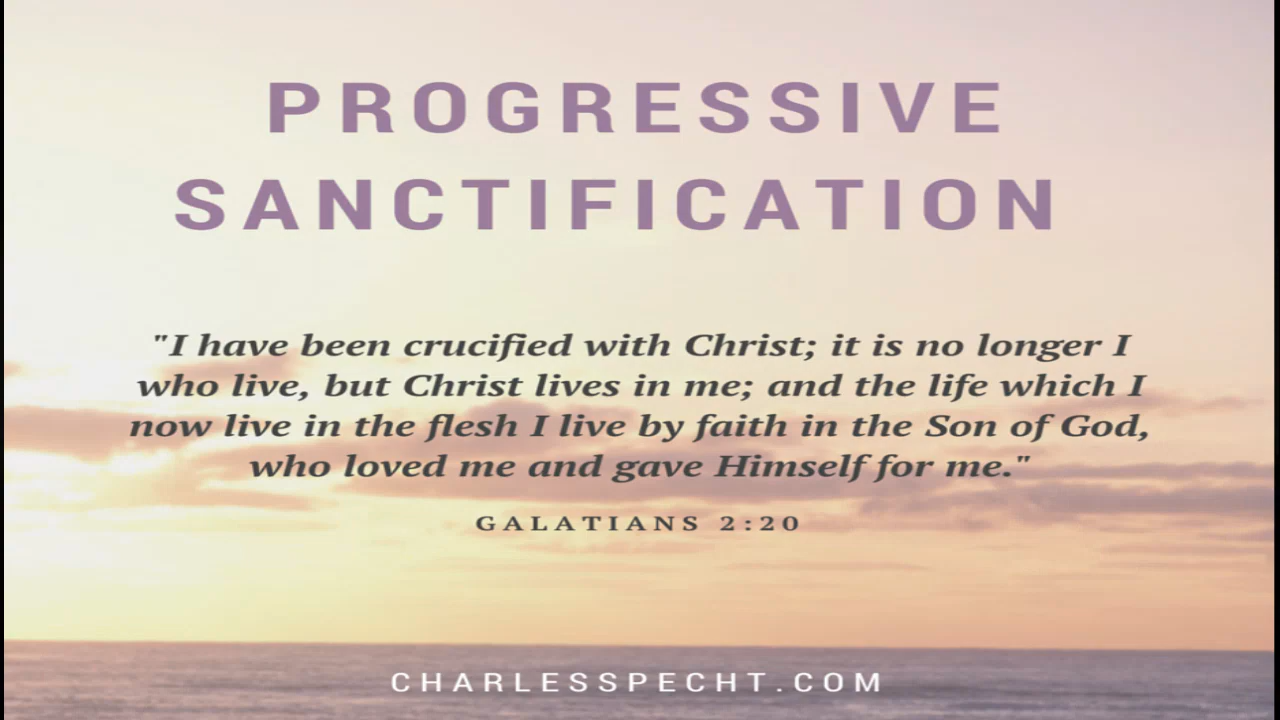 PROGRESSIVE
SANCTIFICATION
"I have been crucified with Christ; it is no longer I
who live, but Christ lives in me; and the life which I
now live in the flesh I live by faith in the Son of God,
who loved me and gave Himself for me."
GALATIANS 2:20
CHARLESSPECHT.COM